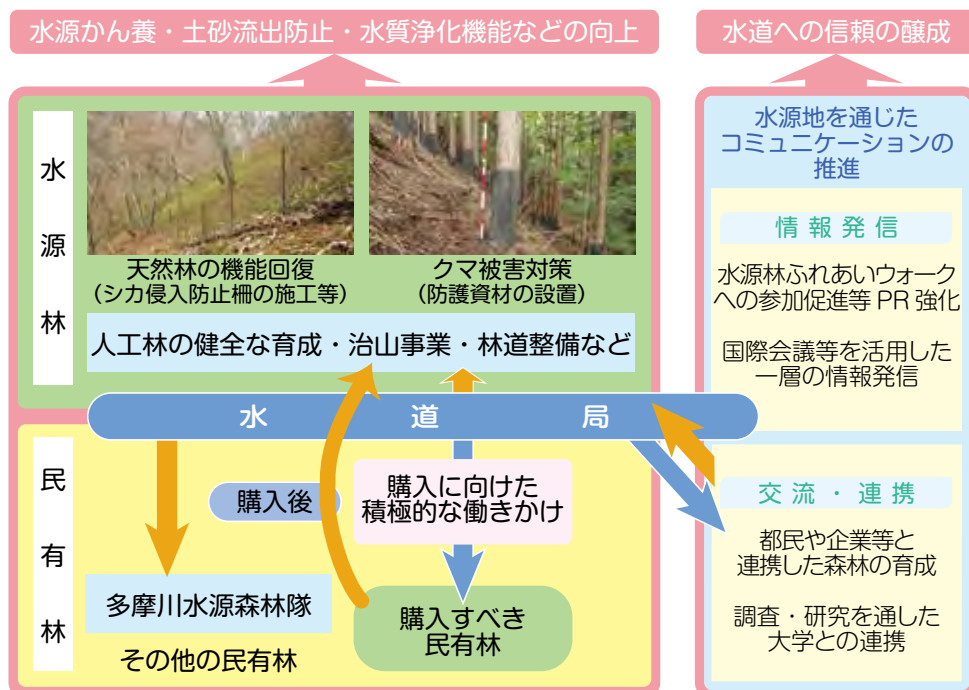 水源かん養・土砂流出防止・水質浄化機能などの向上
水源林
天然林の機能回復
（シカ侵入防止柵の施工等）
クマ被害対策
（防護資材の設置）
人工林の健全な育成・治山事業・林道整備など
水道局
民有林
購入後
購入に向けた
積極的な働きかけ
多摩川水源森林隊
その他の民有林
購入すべき
民有林
水道への信頼の醸成
水源地を通じた
コミュニケーションの
推進
情報発信
水源林ふれあいウォーク
への参加促進等 PR 強化
国際会議等を活用した
一層の情報発信
交流・連携
都民や企業等と
連携した森林の育成
調査・研究を通した
大学との連携